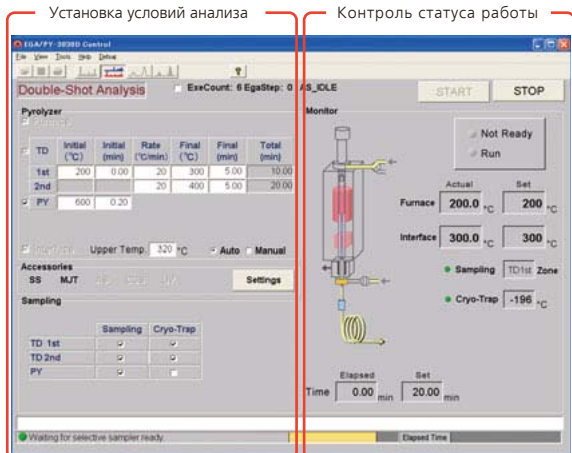 Установка условий анализа
Контроль статуса работы
EGA/PY-3030D Control
File View Tools Help Debug
Double-Shot Analysis ExeCount: 6 EgaStep: 0 AS_IDLE
START STOP
Pyrolyzer
Furnace
TD Initial (°C) Initial (min) Rate (°C/min) Final (°C) Final (min) Total (min)
1st 200 0.00 20 300 5.00 10.00
2nd 20 400 5.00 20.00
PY 600 0.20
Interface Upper Temp. 320 °C Auto Manual
Accessories
SS MJT
Settings
Sampling
Sampling Cryo-Trap
TD 1st
TD 2nd
PY
Monitor
Not Ready
Run
Actual Set
Furnace 200.0 °C 200 °C
Interface 300.0 °C 300 °C
Sampling TD1st Zone
Cryo-Trap -196 °C
Elapsed Set
Time 0.00 min 20.00 min
Waiting for selective sampler ready. Elapsed Time